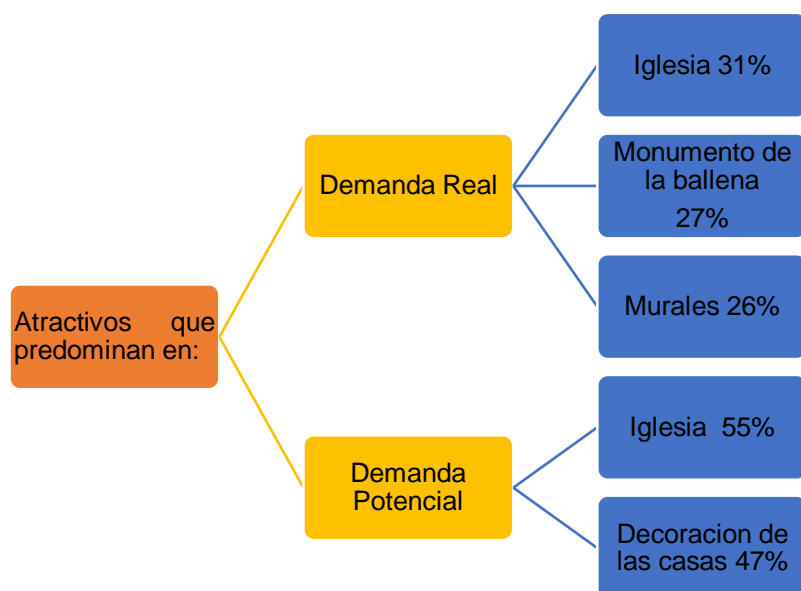 Atractivos que
predominan en:
Demanda Real
Iglesia 31%
Monumento de
la ballena
27%
Murales 26%
Demanda
Potencial
Iglesia 55%
Decoracion de
las casas 47%